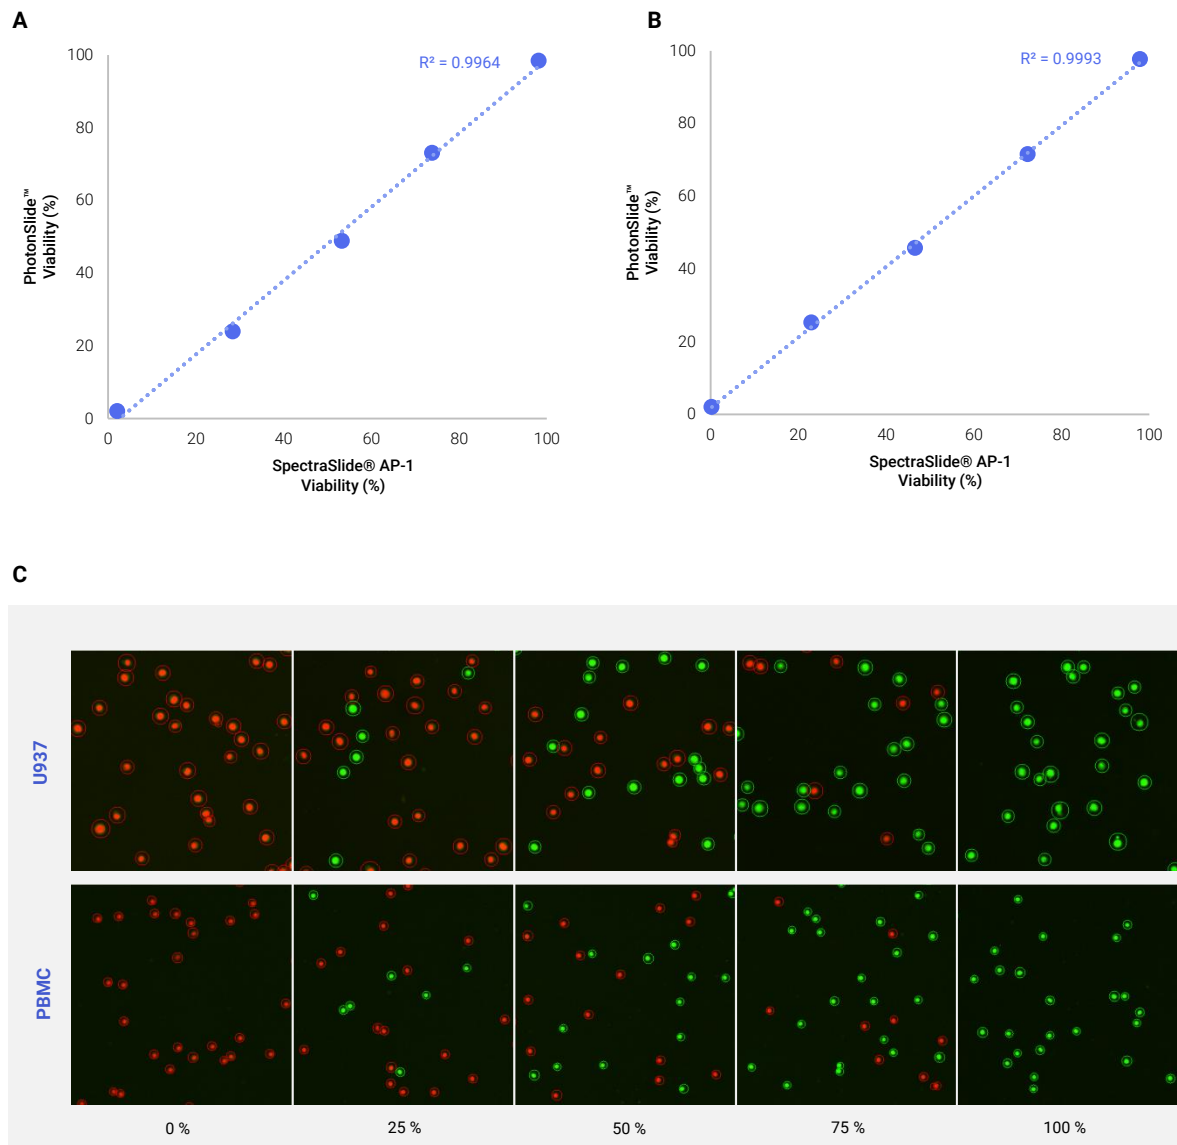 A
R² = 0.9964
100
80
60
40
20
0
PhotonSlide™
Viability (%)
0 20 40 60 80 100
SpectraSlide® AP-1
Viability (%)
B
R² = 0.9993
100
80
60
40
20
0
PhotonSlide™
Viability (%)
0 20 40 60 80 100
SpectraSlide® AP-1
Viability (%)
C
U937
PBMC
0 % 25 % 50 % 75 % 100 %